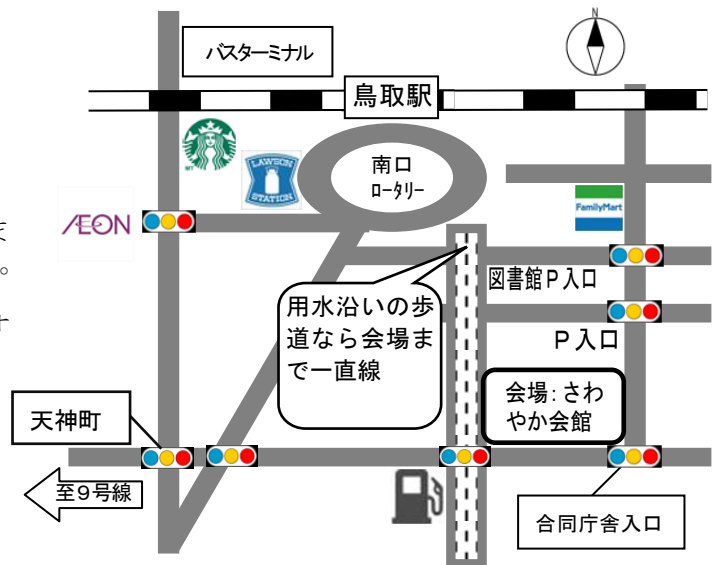 N
バスターミナル
鳥取駅
南口
ロータリー
LAWSON
STATION
FamilyMart
ÆON
て
。
図書館Ｐ入口
用水沿いの歩
道なら会場ま
で一直線
Ｐ入口
会場：さわ
やか会館
天神町
至９号線
合同庁舎入口